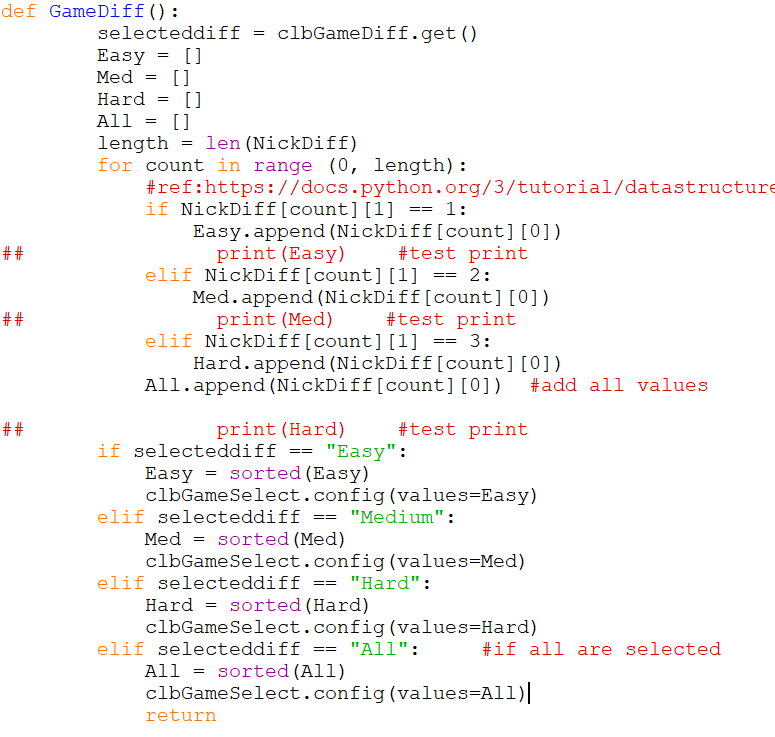 def GameDiff():
        selecteddiff = clbGameDiff.get()
        Easy = []
        Med = []
        Hard = []
        All = []
        length = len(NickDiff)
        for count in range (0, length):
            #ref:https://docs.python.org/3/tutorial/datastructure
            if NickDiff[count][1] == 1:
                Easy.append(NickDiff[count][0])
##                print(Easy)    #test print
            elif NickDiff[count][1] == 2:
                Med.append(NickDiff[count][0])
##                print(Med)    #test print
            elif NickDiff[count][1] == 3:
                Hard.append(NickDiff[count][0])
            All.append(NickDiff[count][0])  #add all values
##                print(Hard)    #test print
        if selecteddiff == "Easy":
            Easy = sorted(Easy)
            clbGameSelect.config(values=Easy)
        elif selecteddiff == "Medium":
            Med = sorted(Med)
            clbGameSelect.config(values=Med)
        elif selecteddiff == "Hard":
            Hard = sorted(Hard)
            clbGameSelect.config(values=Hard)
        elif selecteddiff == "All":     #if all are selected
            All = sorted(All)
            clbGameSelect.config(values=All)
            return